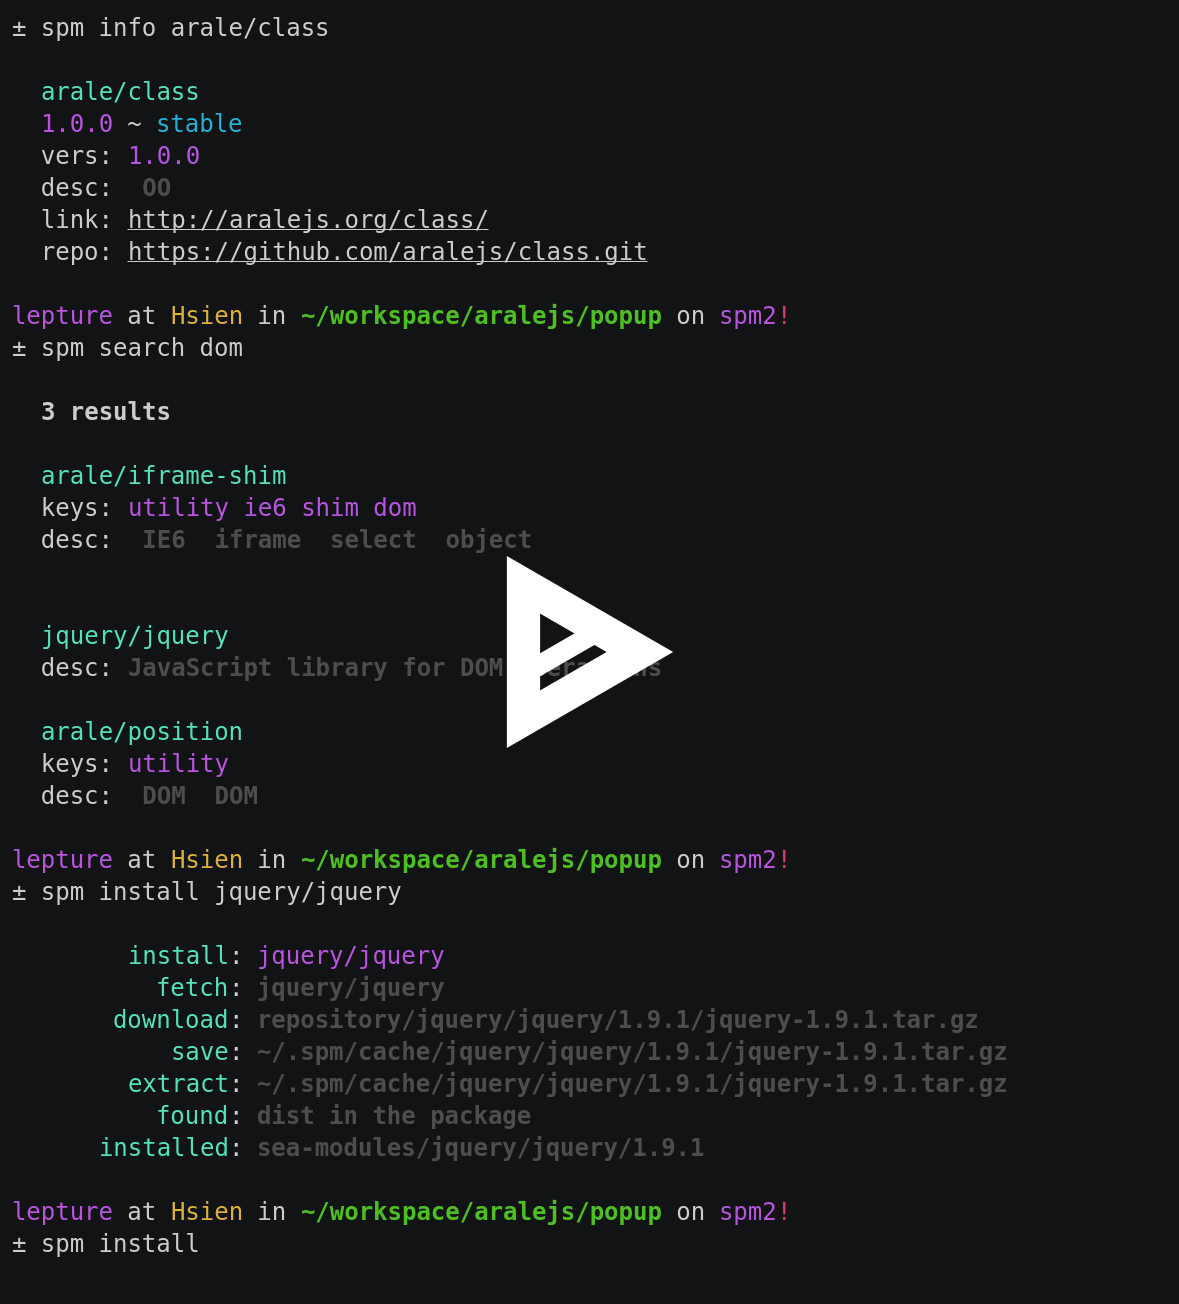 ± spm info arale/class
arale/class
1.0.0 ~ stable
vers: 1.0.0
desc: OO
link: http://aralejs.org/class/
repo: https://github.com/aralejs/class.git
lepture at Hsien in ~/workspace/aralejs/popup on spm2!
± spm search dom
3 results
arale/iframe-shim
keys: utility ie6 shim dom
desc: IE6 iframe select object
jquery/jquery
desc: JavaScript library for DOM
arale/position
keys: utility
desc: DOM DOM
lepture at Hsien in ~/workspace/aralejs/popup on spm2!
± spm install jquery/jquery
install: jquery/jquery
fetch: jquery/jquery
download: repository/jquery/jquery/1.9.1/jquery-1.9.1.tar.gz
save: ~/.spm/cache/jquery/jquery/1.9.1/jquery-1.9.1.tar.gz
extract: ~/.spm/cache/jquery/jquery/1.9.1/jquery-1.9.1.tar.gz
found: dist in the package
installed: sea-modules/jquery/jquery/1.9.1
lepture at Hsien in ~/workspace/aralejs/popup on spm2!
± spm install